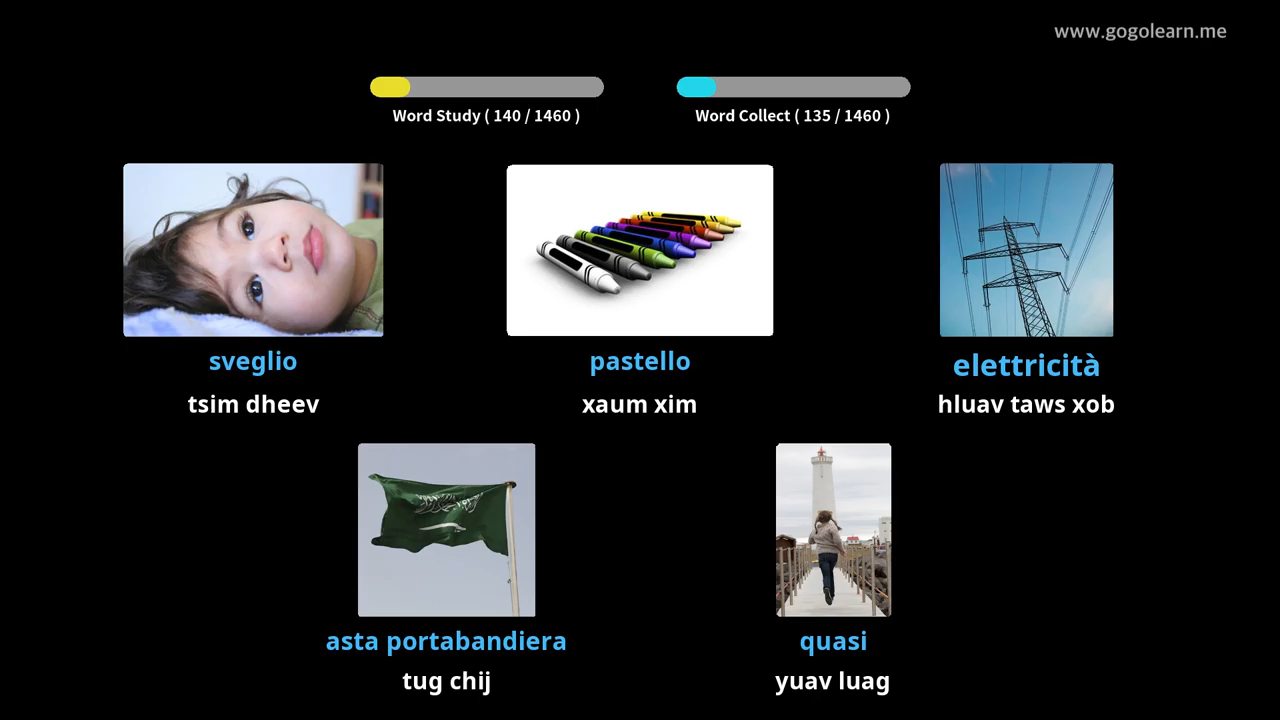 www.gogolearn.me
Word Study ( 140 / 1460 )
Word Collect ( 135 / 1460 )
sveglio
pastello
elettricità
tsim dheev
xaum xim
hluav taws xob
asta portabandiera
quasi
tug chij
yuav luag